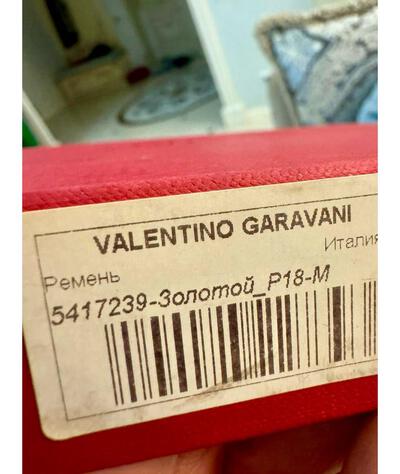 VALENTINO GARAVANI
Италия
Ремень
5417239-Золотой_P18-M